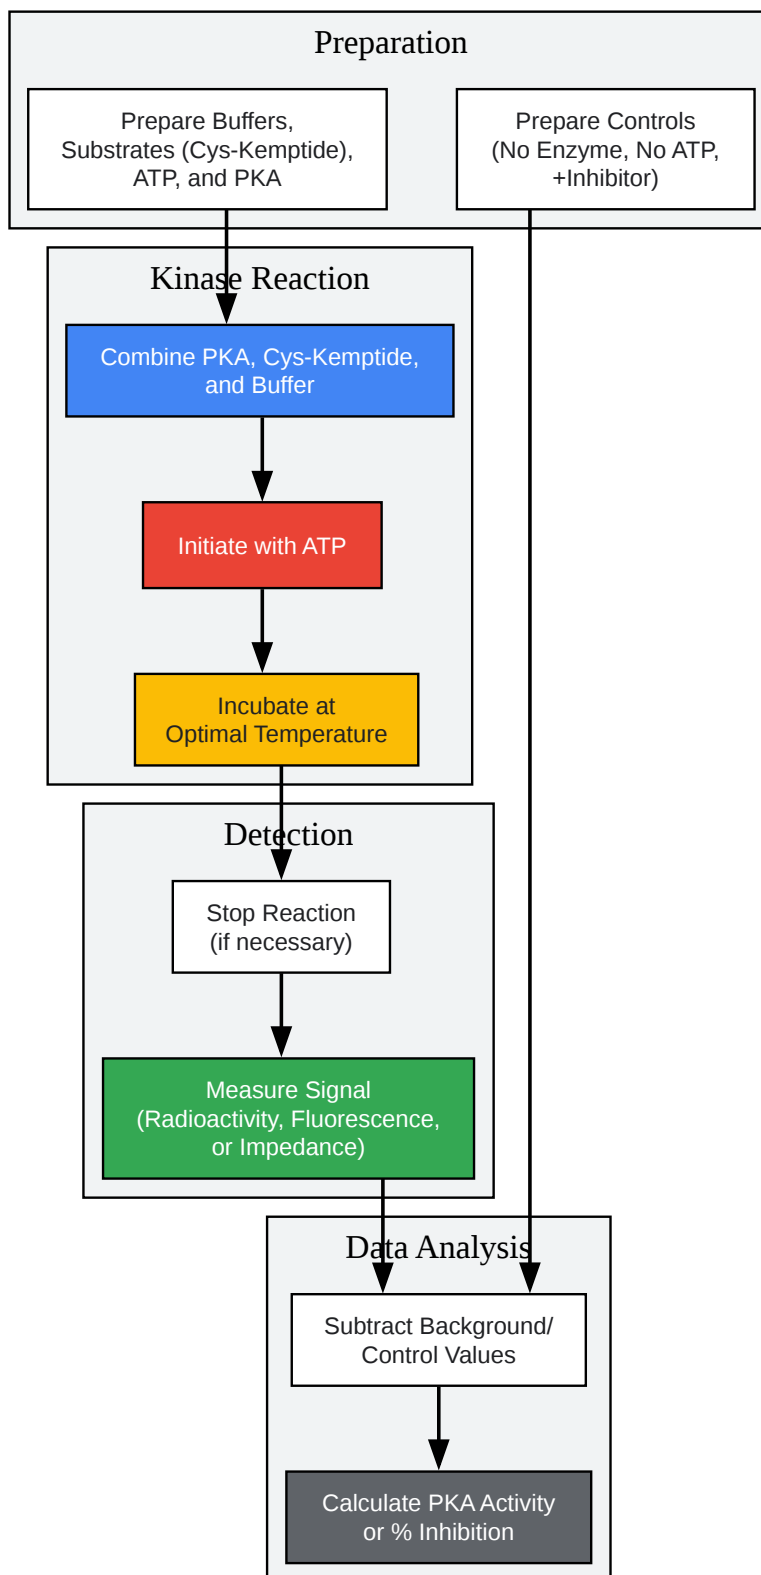 Preparation
Prepare Buffers,
Substrates (Cys-Kemptide),
ATP, and PKA
Prepare Controls
(No Enzyme, No ATP,
+Inhibitor)
Kinase Reaction
Combine PKA, Cys-Kemptide,
and Buffer
Initiate with ATP
Incubate at
Optimal Temperature
Detection
Stop Reaction
(if necessary)
Measure Signal
(Radioactivity, Fluorescence,
or Impedance)
Data Analysis
Subtract Background/
Control Values
Calculate PKA Activity
or % Inhibition